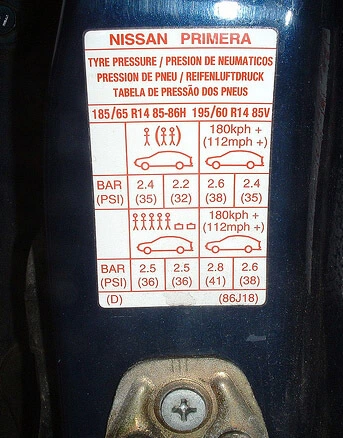 NISSAN PRIMERA
TYRE PRESSURE / PRESION DE NEUMATICOS
PRESSION DE PNEU / REIFENLUFTDRUCK
TABELA DE PRESSÃO DOS PNEUS
185/65 R14 85-86H 195/60 R14 85V
180kph +
(112mph +)
BAR 2.4 2.2 2.6 2.4
(PSI) (35) (32) (38) (35)
180kph +
(112mph +)
BAR 2.5 2.5 2.8 2.6
(PSI) (36) (36) (41) (38)
(D) (86J18)